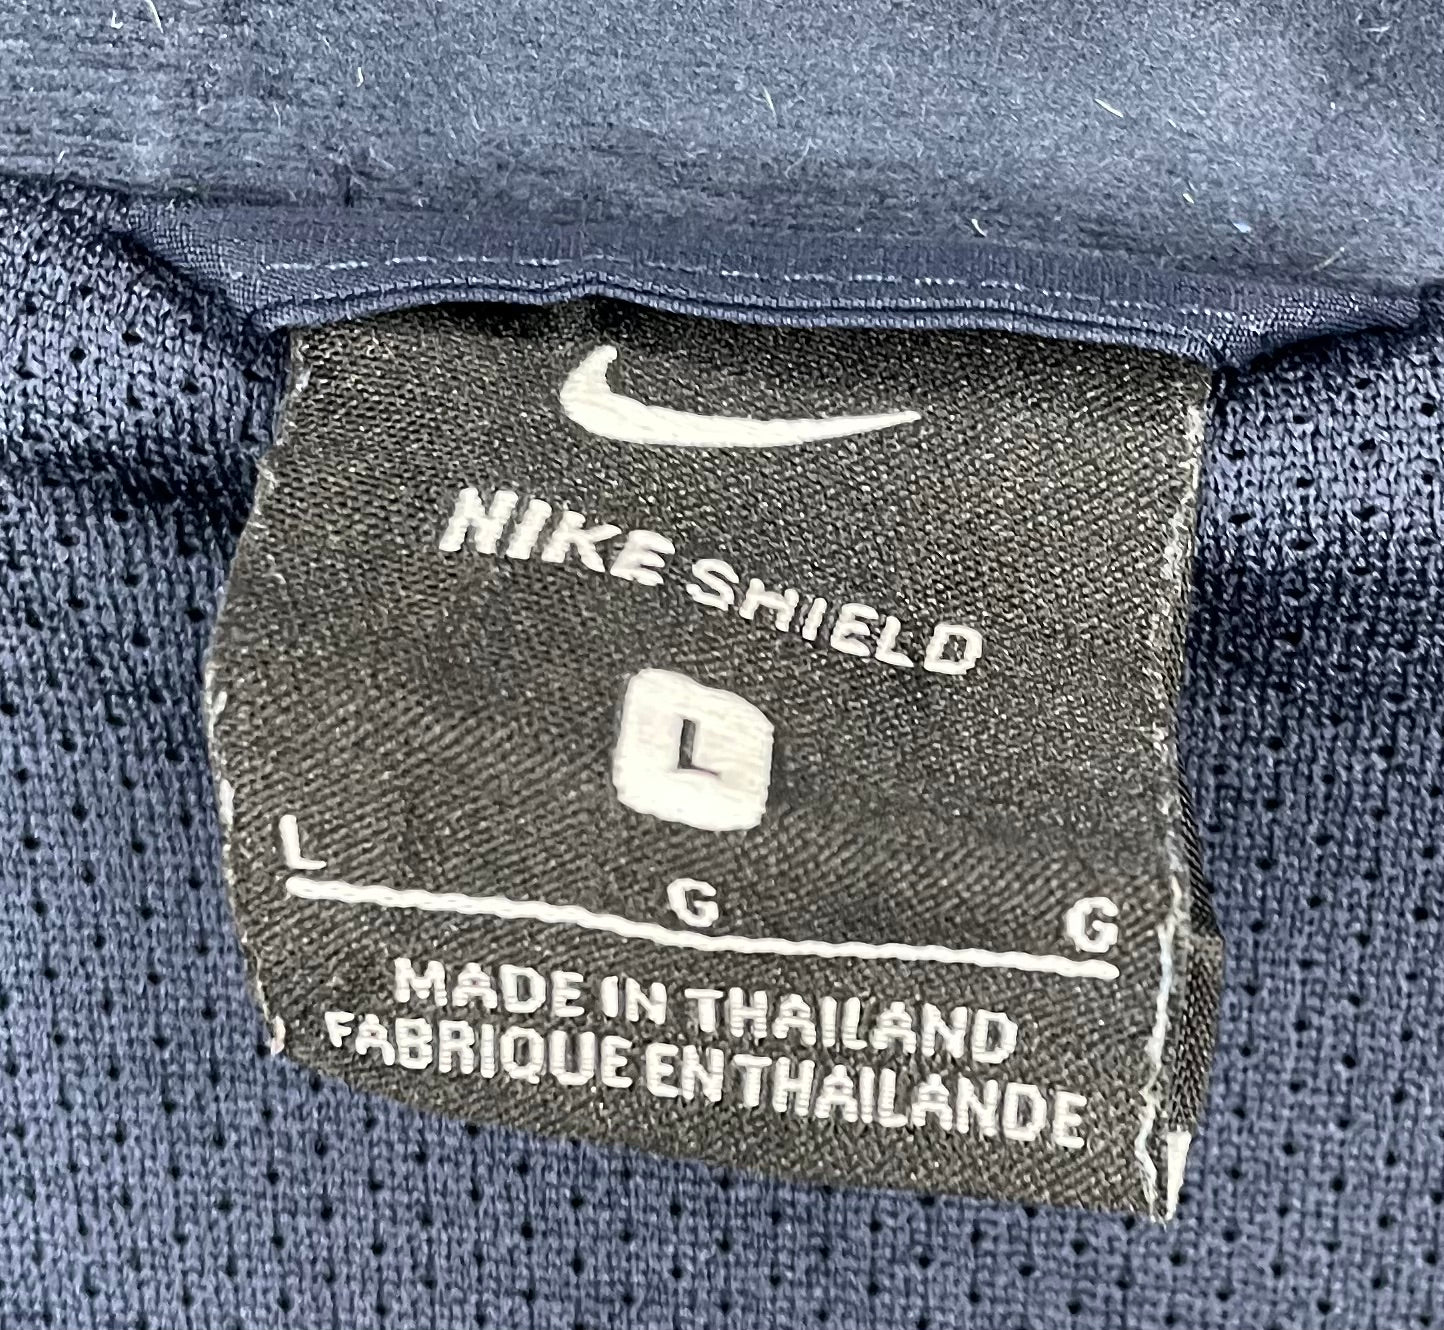 NIKE SHIELD
L
L G G
MADE IN THAILAND
FABRIQUE EN THAILANDE